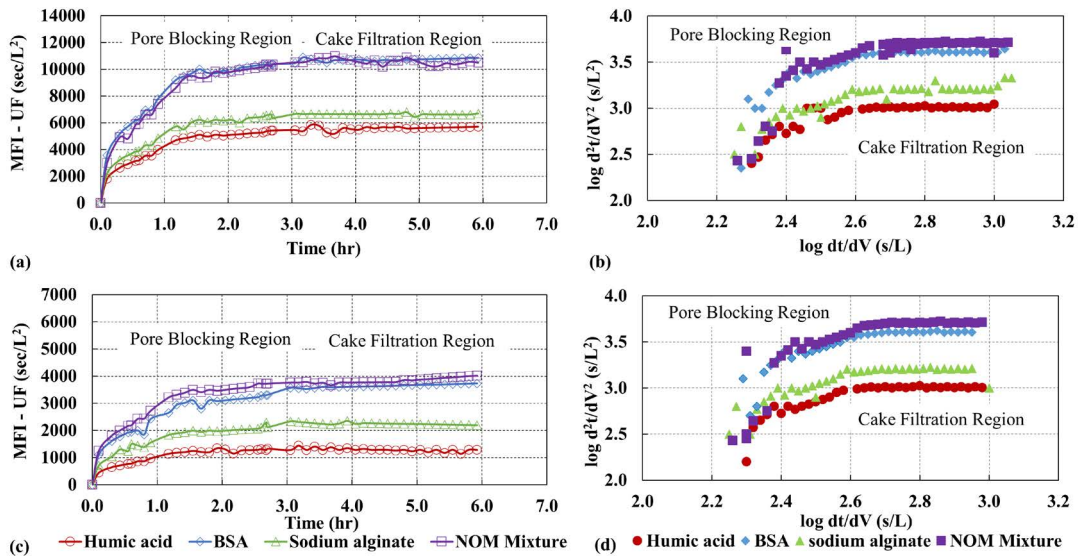 14000
12000
10000
8000
6000
4000
2000
0
MFI - UF (sec/L²)
Pore Blocking Region
Cake Filtration Region
0.0 1.0 2.0 3.0 4.0 5.0 6.0 7.0
Time (hr)
(a)
4.0
3.5
3.0
2.5
2.0
log d²t/dV² (s/L²)
Pore Blocking Region
Cake Filtration Region
2.0 2.2 2.4 2.6 2.8 3.0 3.2
log dt/dV (s/L)
(b)
7000
6000
5000
4000
3000
2000
1000
0
MFI - UF (sec/L²)
Pore Blocking Region
Cake Filtration Region
0.0 1.0 2.0 3.0 4.0 5.0 6.0 7.0
Time (hr)
(c)
Humic acid BSA Sodium alginate NOM Mixture
4.0
3.5
3.0
2.5
2.0
log d²t/dV² (s/L²)
Pore Blocking Region
Cake Filtration Region
2.0 2.2 2.4 2.6 2.8 3.0 3.2
log dt/dV (s/L)
(d)
Humic acid BSA sodium alginate NOM Mixture